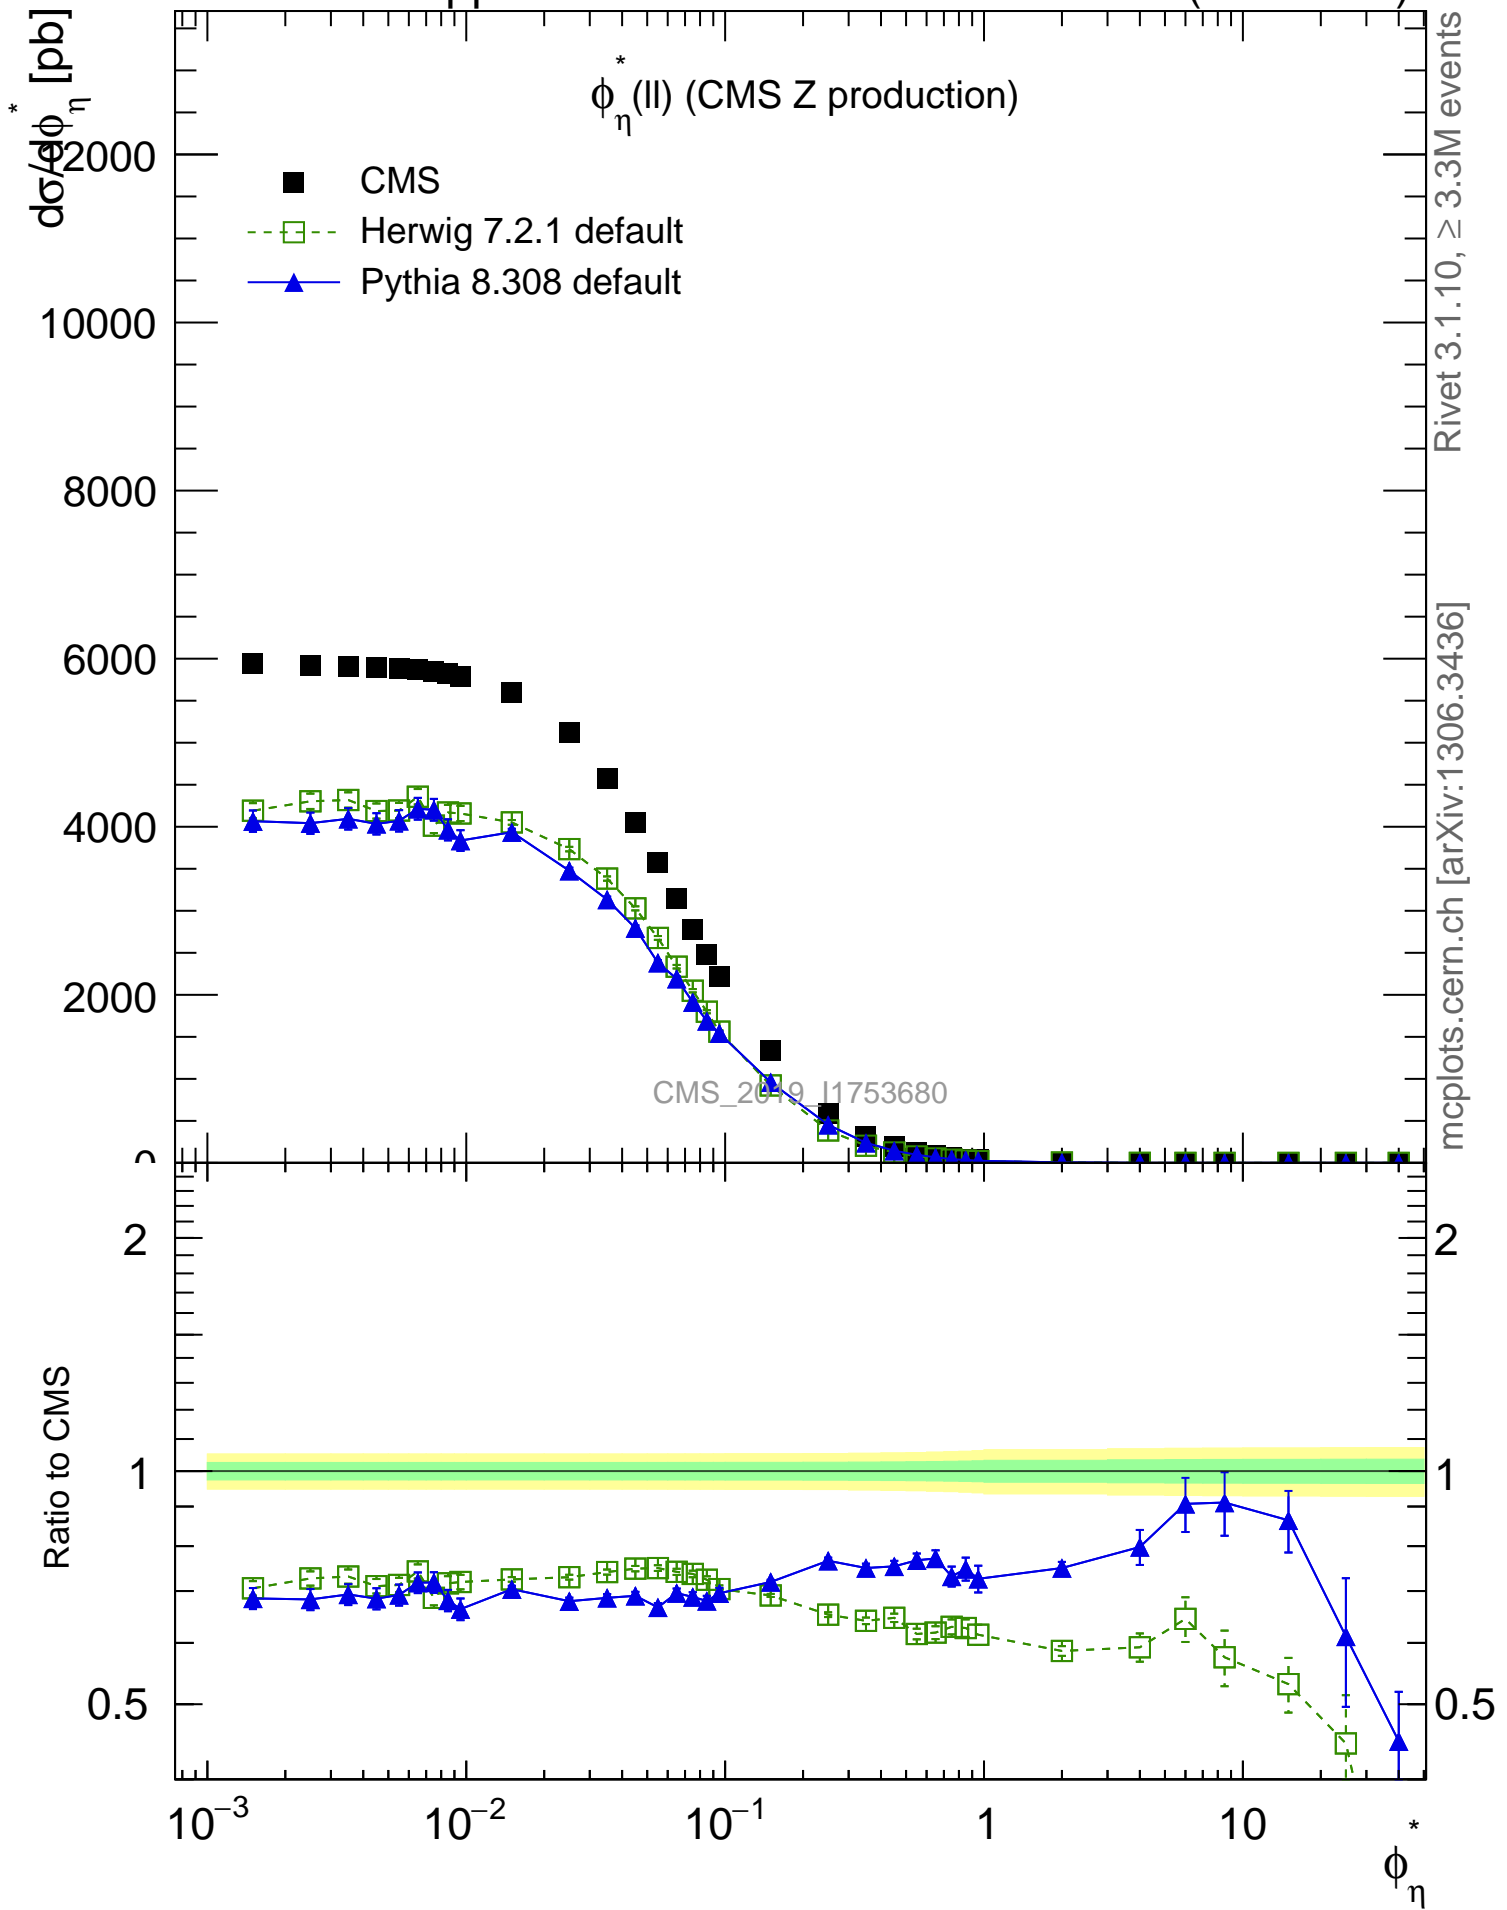 pp
φ*η(ll) (CMS Z production)
CMS
Herwig 7.2.1 default
Pythia 8.308 default
dσ/dφ*η [pb]
2000
10000
8000
6000
4000
2000
0
CMS_2019_I1753680
Rivet 3.1.10, ≥ 3.3M events
mcplots.cern.ch [arXiv:1306.3436]
Ratio to CMS
2
1
0.5
2
1
0.5
10−3 10−2 10−1 1 10
φ*η